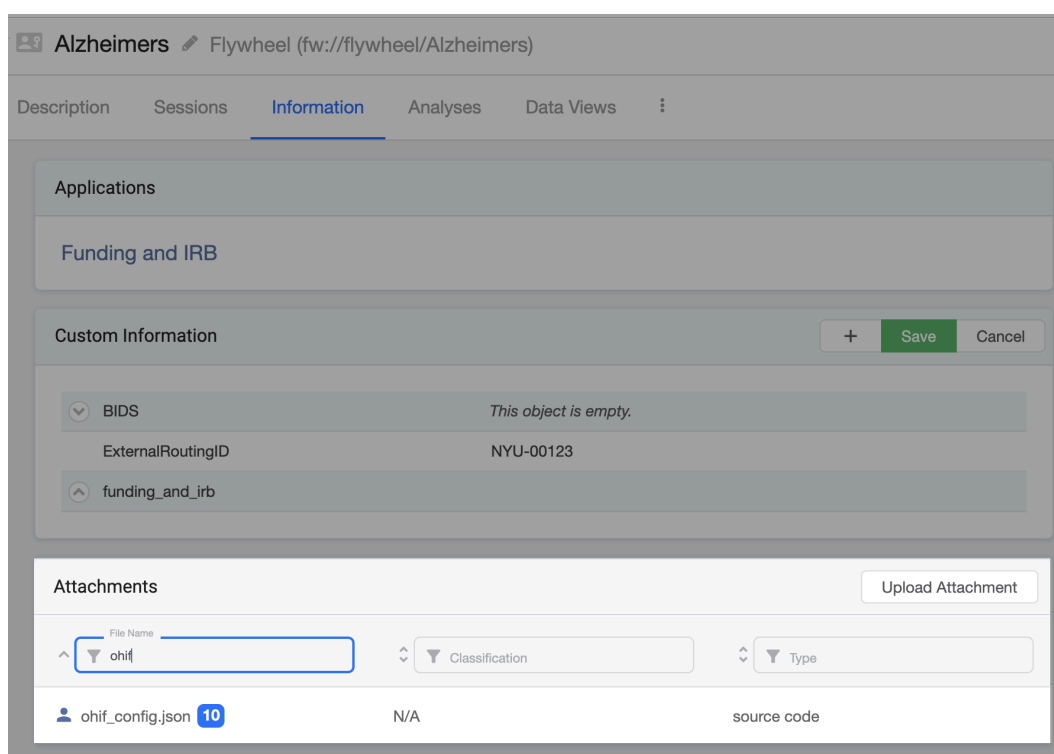 Alzheimers Flywheel (fw://flywheel/Alzheimers)
Description Sessions Information Analyses Data Views
Applications
Funding and IRB
Custom Information + Save Cancel
BIDS This object is empty.
ExternalRoutingID NYU-00123
funding_and_irb
Attachments Upload Attachment
File Name
ohif Classification Type
ohif_config.json 10 N/A source code